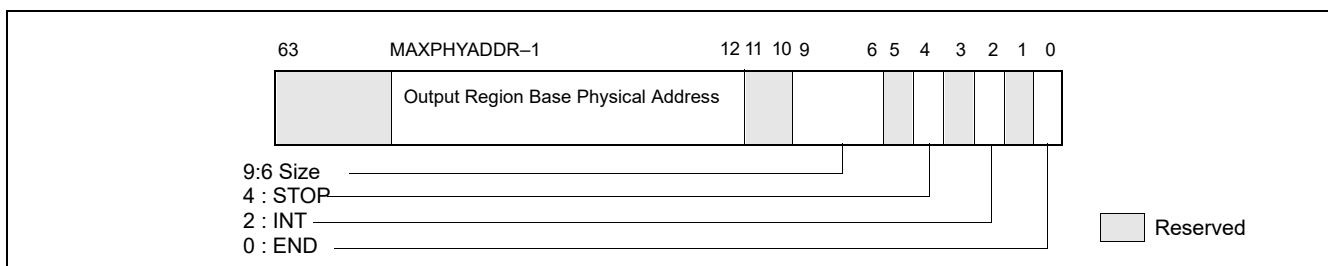 63 MAXPHYADDR–1 12 11 10 9 6 5 4 3 2 1 0
Output Region Base Physical Address
9:6 Size
4 : STOP
2 : INT
0 : END
Reserved